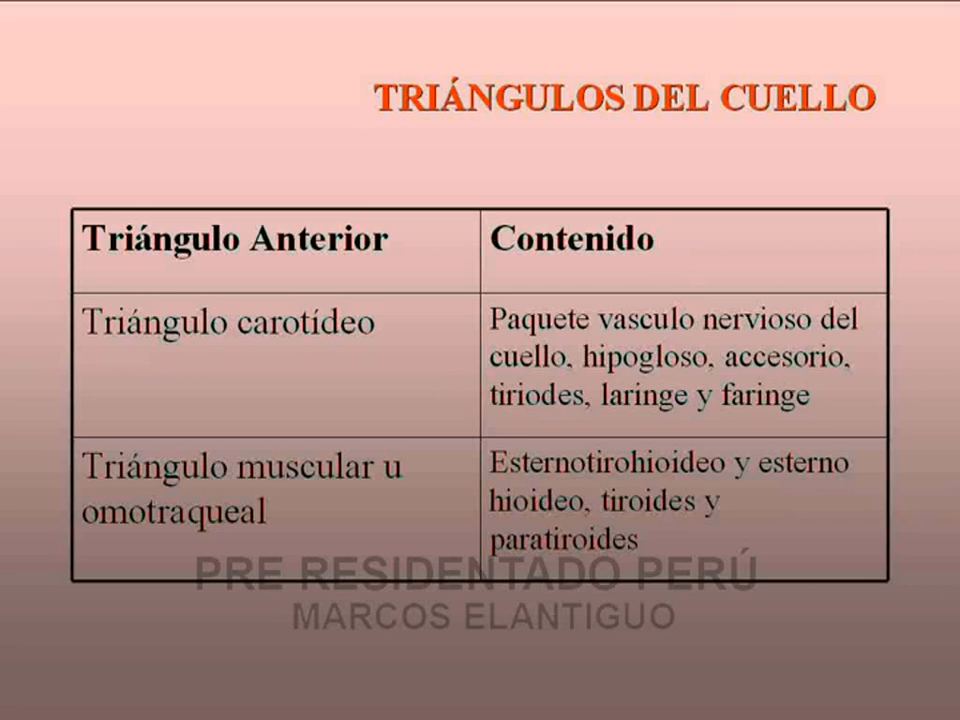 TRIÁNGULOS DEL CUELLO
Triángulo Anterior
Contenido
Triángulo carotídeo
Paquete vasculo nervioso del
cuello, hipogloso, accesorio,
tiriodes, laringe y faringe
Triángulo muscular u
omotraqueal
Esternotirohioideo y esterno
hioideo, tiroides y
paratiroides
PRE RESIDENTADO PERÚ
MARCOS ELANTIGUO